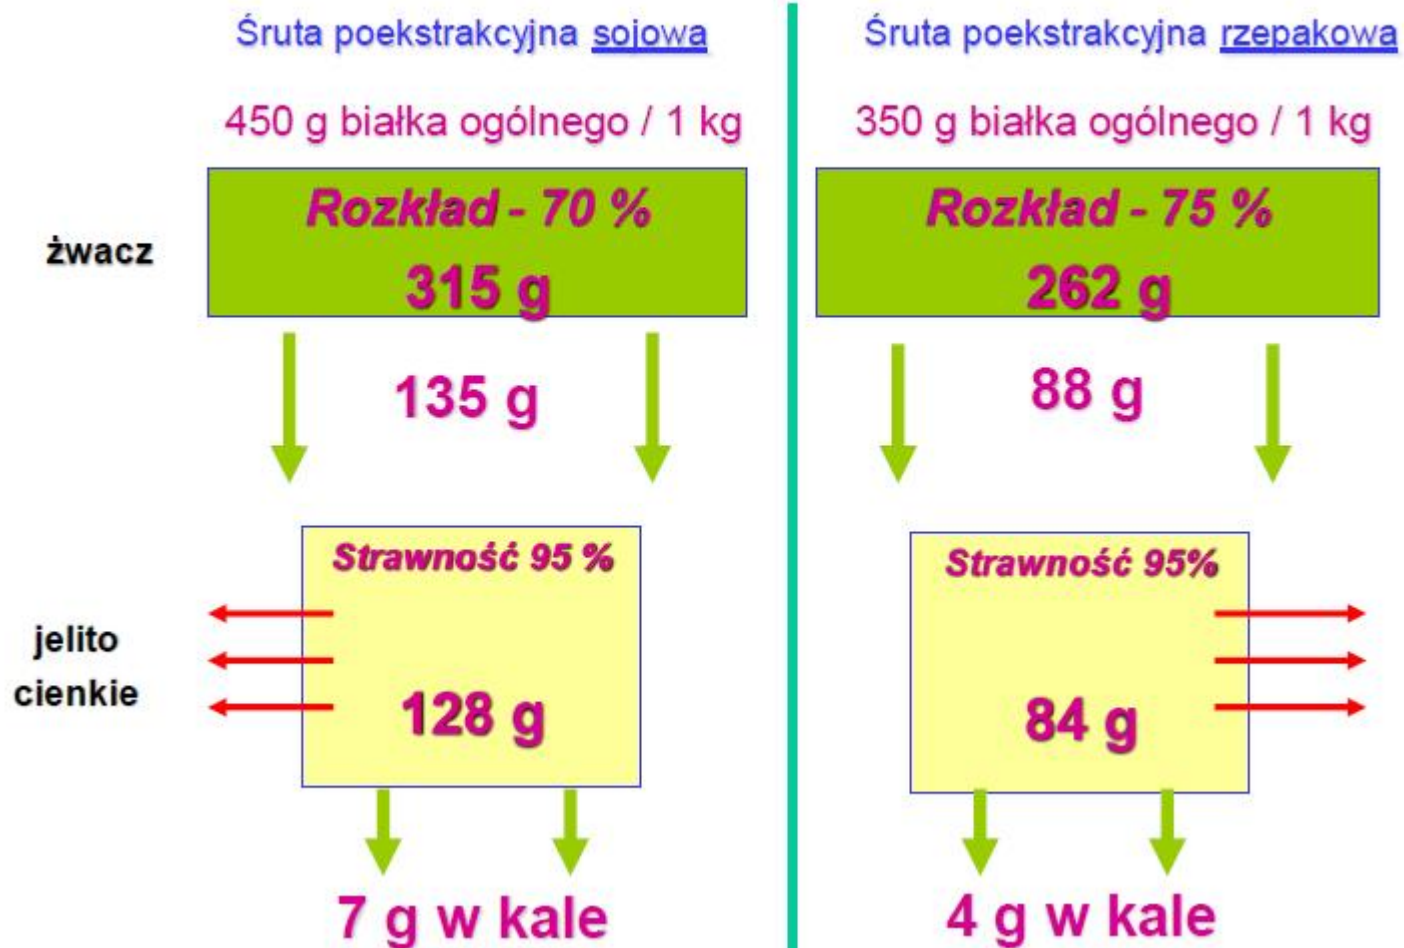 Śruta poekstrakcyjna sojowa
450 g białka ogólnego / 1 kg
żwacz
Rozkład - 70 %
315 g
135 g
jelito
cienkie
Strawność 95 %
128 g
7 g w kale
Śruta poekstrakcyjna rzepakowa
350 g białka ogólnego / 1 kg
Rozkład - 75 %
262 g
88 g
Strawność 95%
84 g
4 g w kale